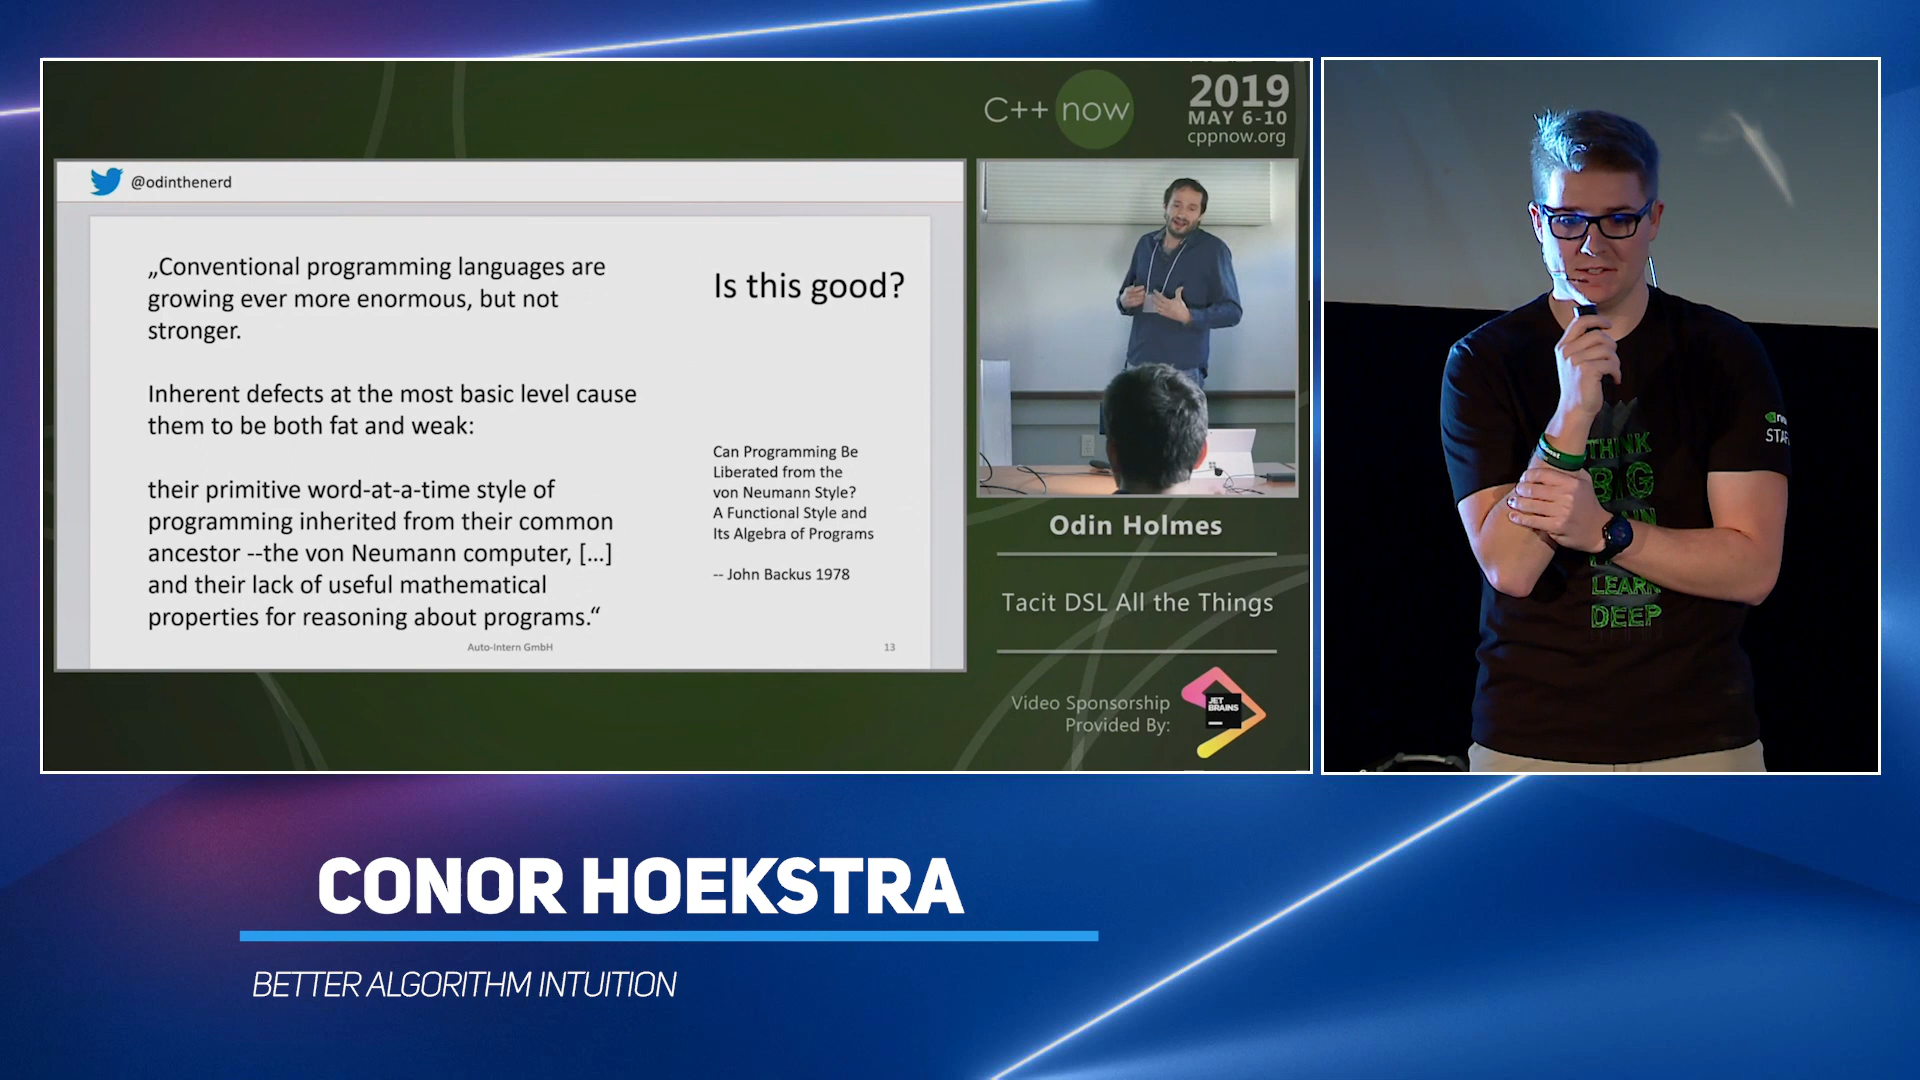 C++ now
2019
MAY 6-10
cppnow.org
@odinthenerd
„Conventional programming languages are
growing ever more enormous, but not
stronger.
Inherent defects at the most basic level cause
them to be both fat and weak:
their primitive word-at-a-time style of
programming inherited from their common
ancestor --the von Neumann computer, [...]
and their lack of useful mathematical
properties for reasoning about programs.“
Is this good?
Can Programming Be
Liberated from the
von Neumann Style?
A Functional Style and
Its Algebra of Programs
-- John Backus 1978
Auto-Intern GmbH
13
Odin Holmes
Tacit DSL All the Things
Video Sponsorship
Provided By:
JET
BRAINS
THINK
BIG
LEARN
DEEP
CONOR HOEKSTRA
BETTER ALGORITHM INTUITION